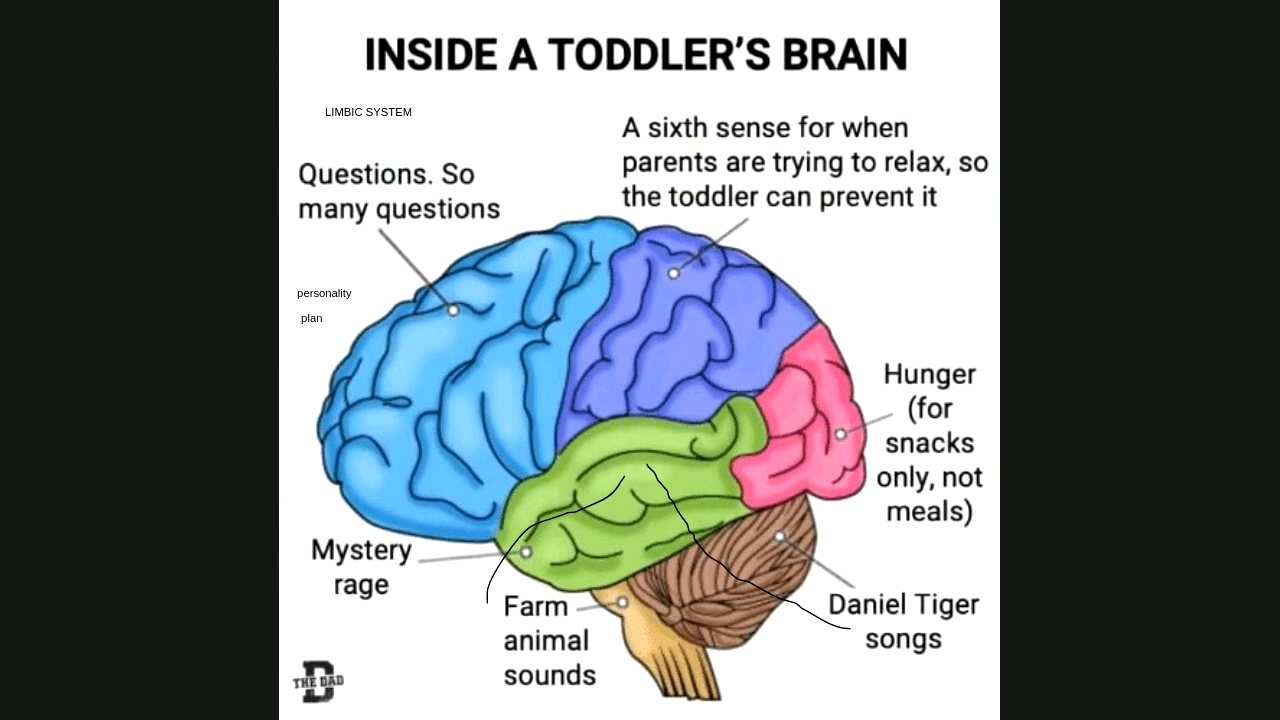 INSIDE A TODDLER'S BRAIN
LIMBIC SYSTEM
A sixth sense for when
parents are trying to relax, so
the toddler can prevent it
Questions. So
many questions
personality
plan
Hunger
(for
snacks
only, not
meals)
Mystery
rage
Farm
animal
sounds
Daniel Tiger
songs
D
THE DAD